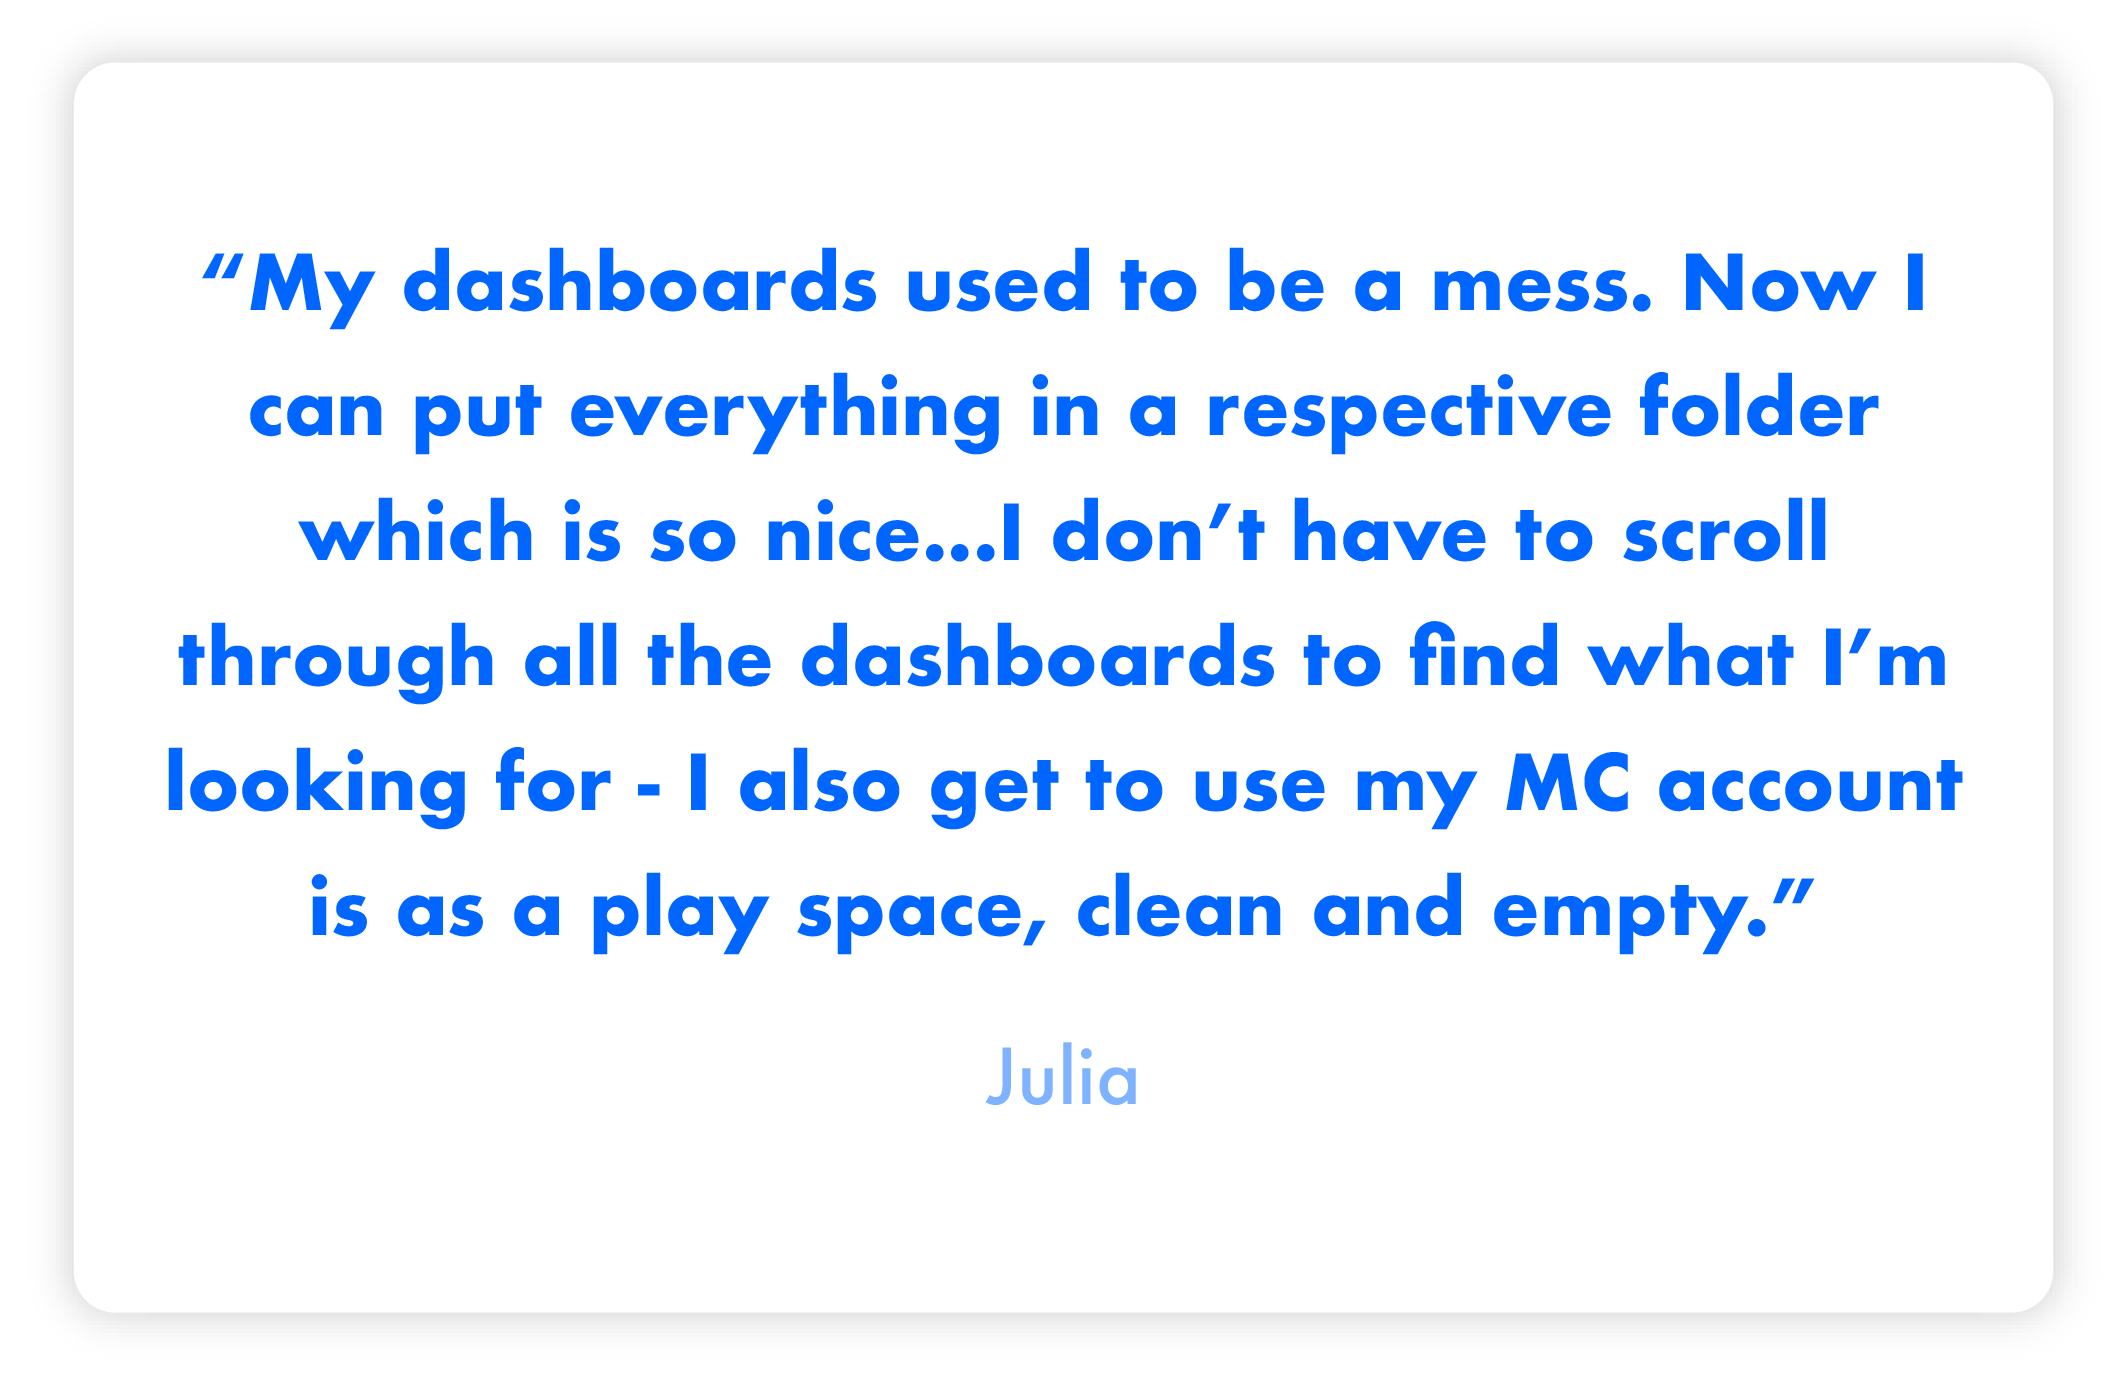 “My dashboards used to be a mess. Now I
can put everything in a respective folder
which is so nice...I don’t have to scroll
through all the dashboards to find what I’m
looking for - I also get to use my MC account
is as a play space, clean and empty.”
Julia